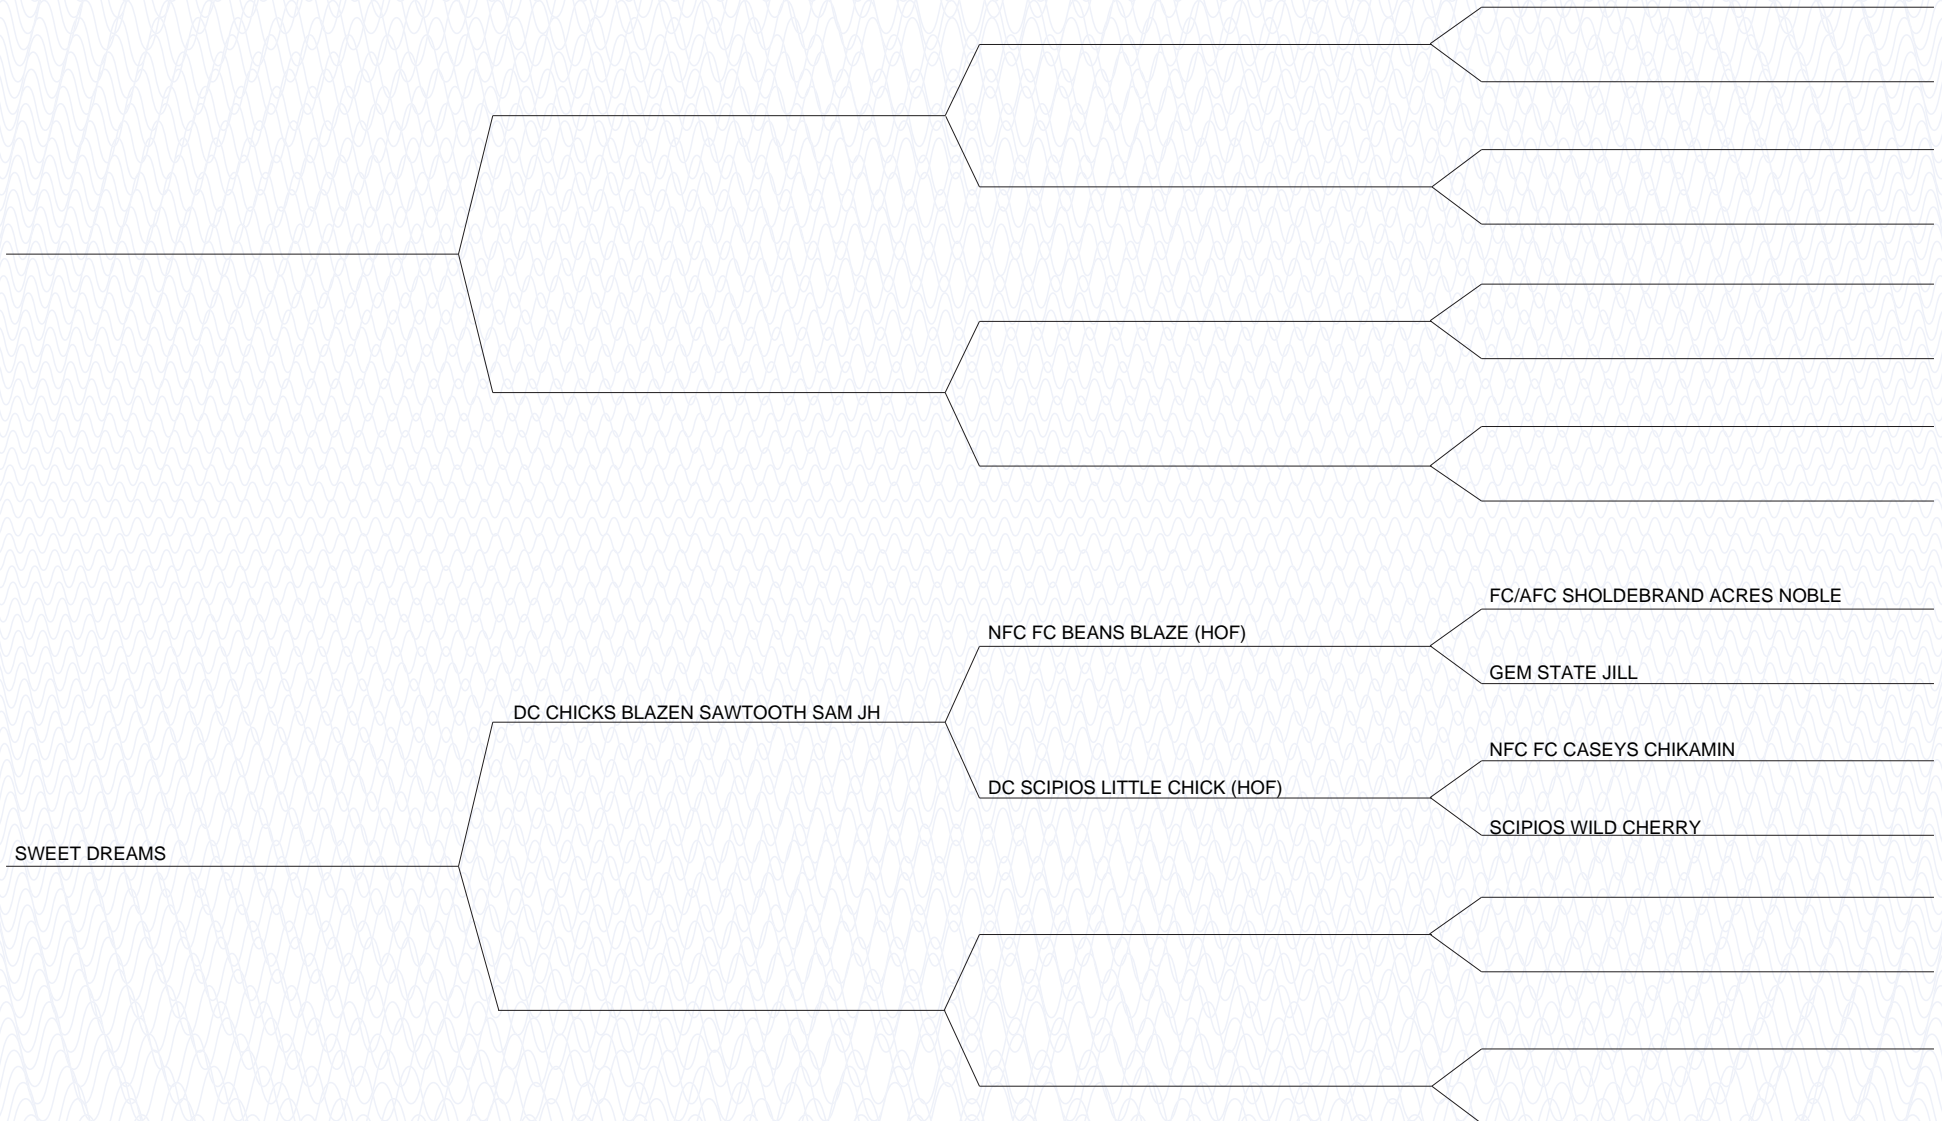 FC/AFC SHOLDEBRAND ACRES NOBLE
NFC FC BEANS BLAZE (HOF)
GEM STATE JILL
DC CHICKS BLAZEN SAWTOOTH SAM JH
NFC FC CASEYS CHIKAMIN
DC SCIPIOS LITTLE CHICK (HOF)
SCIPIOS WILD CHERRY
SWEET DREAMS